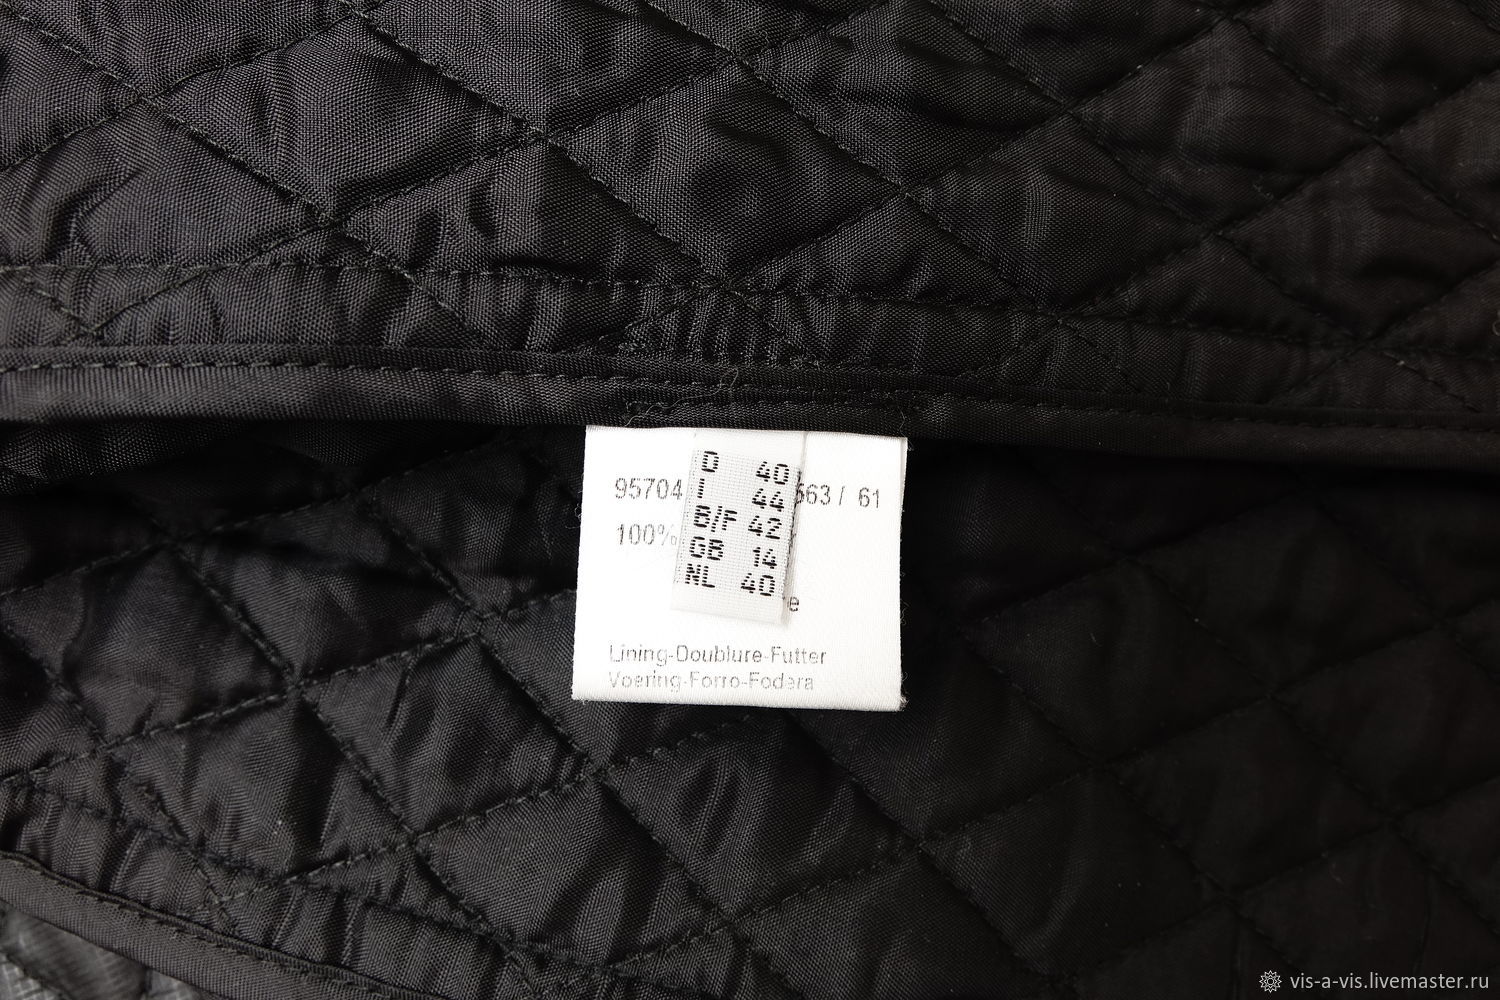 D 40
I 44
B/F 42
GB 14
NL 40
95704
563 / 61
100%
Lining-Doublure-Futter
Voering-Forro-Fodera
vis-a-vis.livemaster.ru